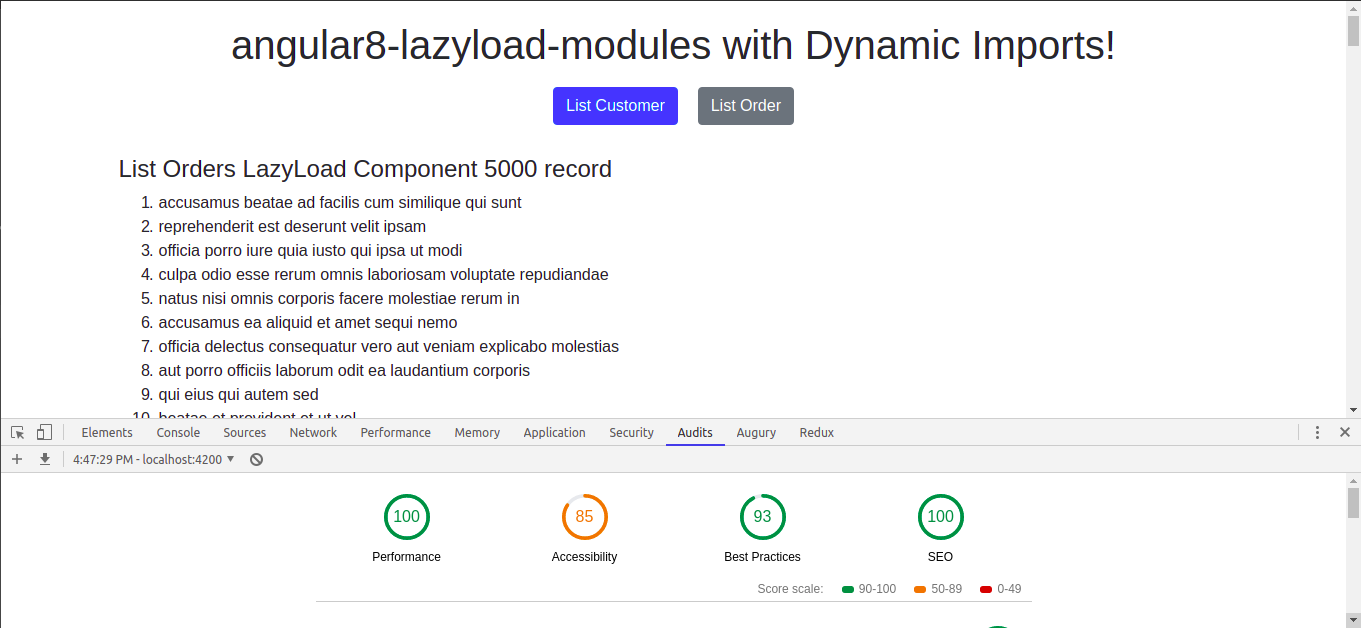 angular8-lazyload-modules with Dynamic Imports!
List Customer List Order
List Orders LazyLoad Component 5000 record
1. accusamus beatae ad facilis cum similique qui sunt
2. reprehenderit est deserunt velit ipsam
3. officia porro iure quia iusto qui ipsa ut modi
4. culpa odio esse rerum omnis laboriosam voluptate repudiandae
5. natus nisi omnis corporis facere molestiae rerum in
6. accusamus ea aliquid et amet sequi nemo
7. officia delectus consequatur vero aut veniam explicabo molestias
8. aut porro officiis laborum odit ea laudantium corporis
9. qui eius qui autem sed
10. beatae et provident et ut vel
Elements Console Sources Network Performance Memory Application Security Audits Augury Redux
4:47:29 PM - localhost:4200
100 85 93 100
Performance Accessibility Best Practices SEO
Score scale: 90-100 50-89 0-49